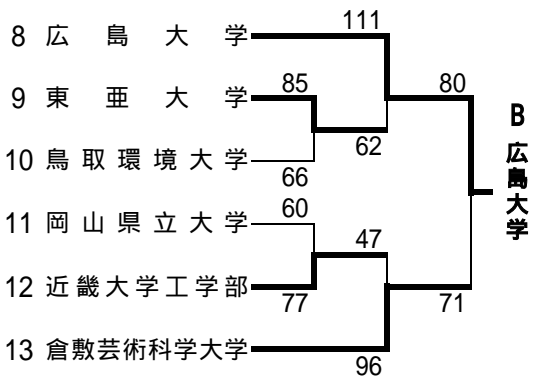 8 広島大学
9 東亜大学
10 鳥取環境大学
11 岡山県立大学
12 近畿大学工学部
13 倉敷芸術科学大学
111
85
62
66
60
47
77
96
80
71
B 広島大学